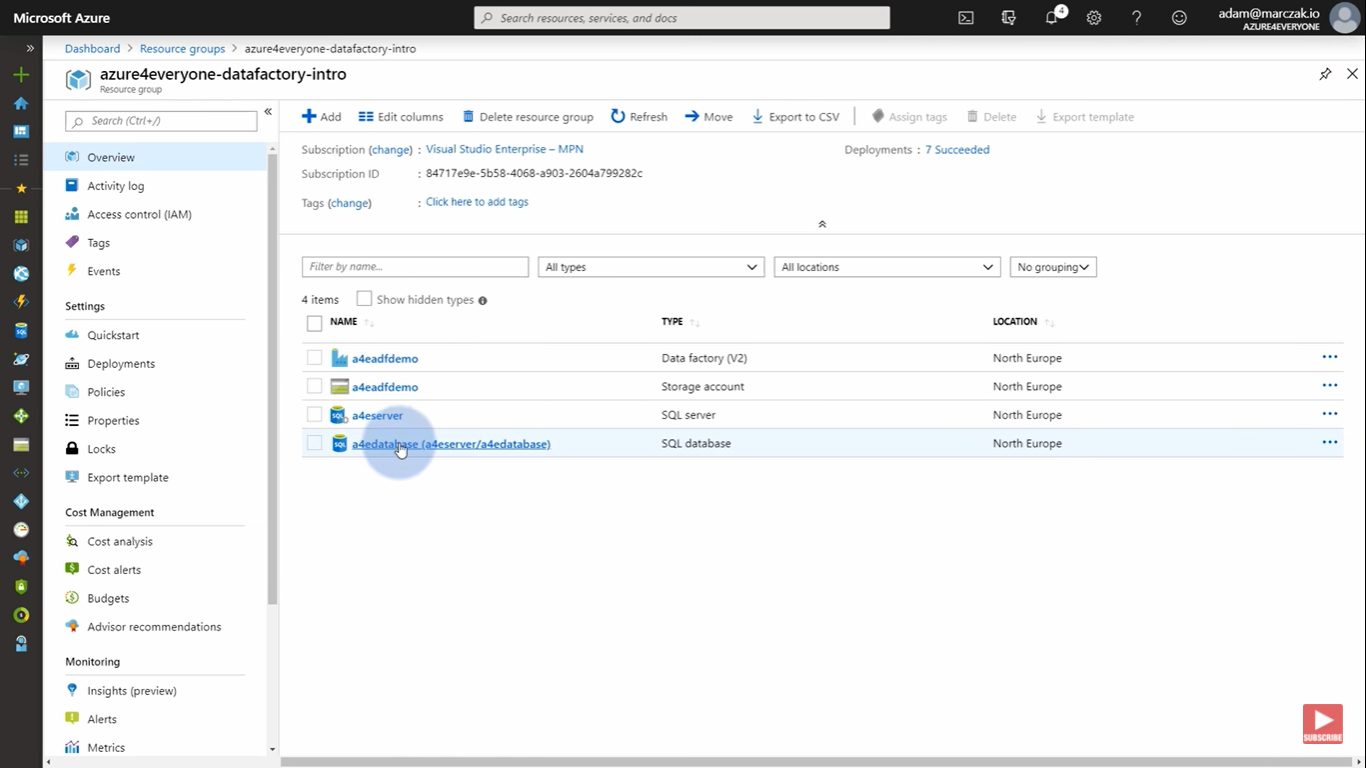 Microsoft Azure
Search resources, services, and docs
4
adam@marczak.io
AZURE4EVERYONE
Dashboard > Resource groups > azure4everyone-datafactory-intro
azure4everyone-datafactory-intro
Resource group
Search (Ctrl+/)
Overview
Activity log
Access control (IAM)
Tags
Events
Settings
Quickstart
Deployments
Policies
Properties
Locks
Export template
Cost Management
Cost analysis
Cost alerts
Budgets
Advisor recommendations
Monitoring
Insights (preview)
Alerts
Metrics
Add Edit columns Delete resource group Refresh Move Export to CSV Assign tags Delete Export template
Subscription (change) : Visual Studio Enterprise – MPN Deployments : 7 Succeeded
Subscription ID : 84717e9e-5b58-4068-a903-2604a799282c
Tags (change) : Click here to add tags
Filter by name... All types All locations No grouping
4 items Show hidden types
NAME TYPE LOCATION
a4eadfdemo Data factory (V2) North Europe
a4eadfdemo Storage account North Europe
a4eserver SQL server North Europe
a4edatabase (a4eserver/a4edatabase) SQL database North Europe
SUBSCRIBE